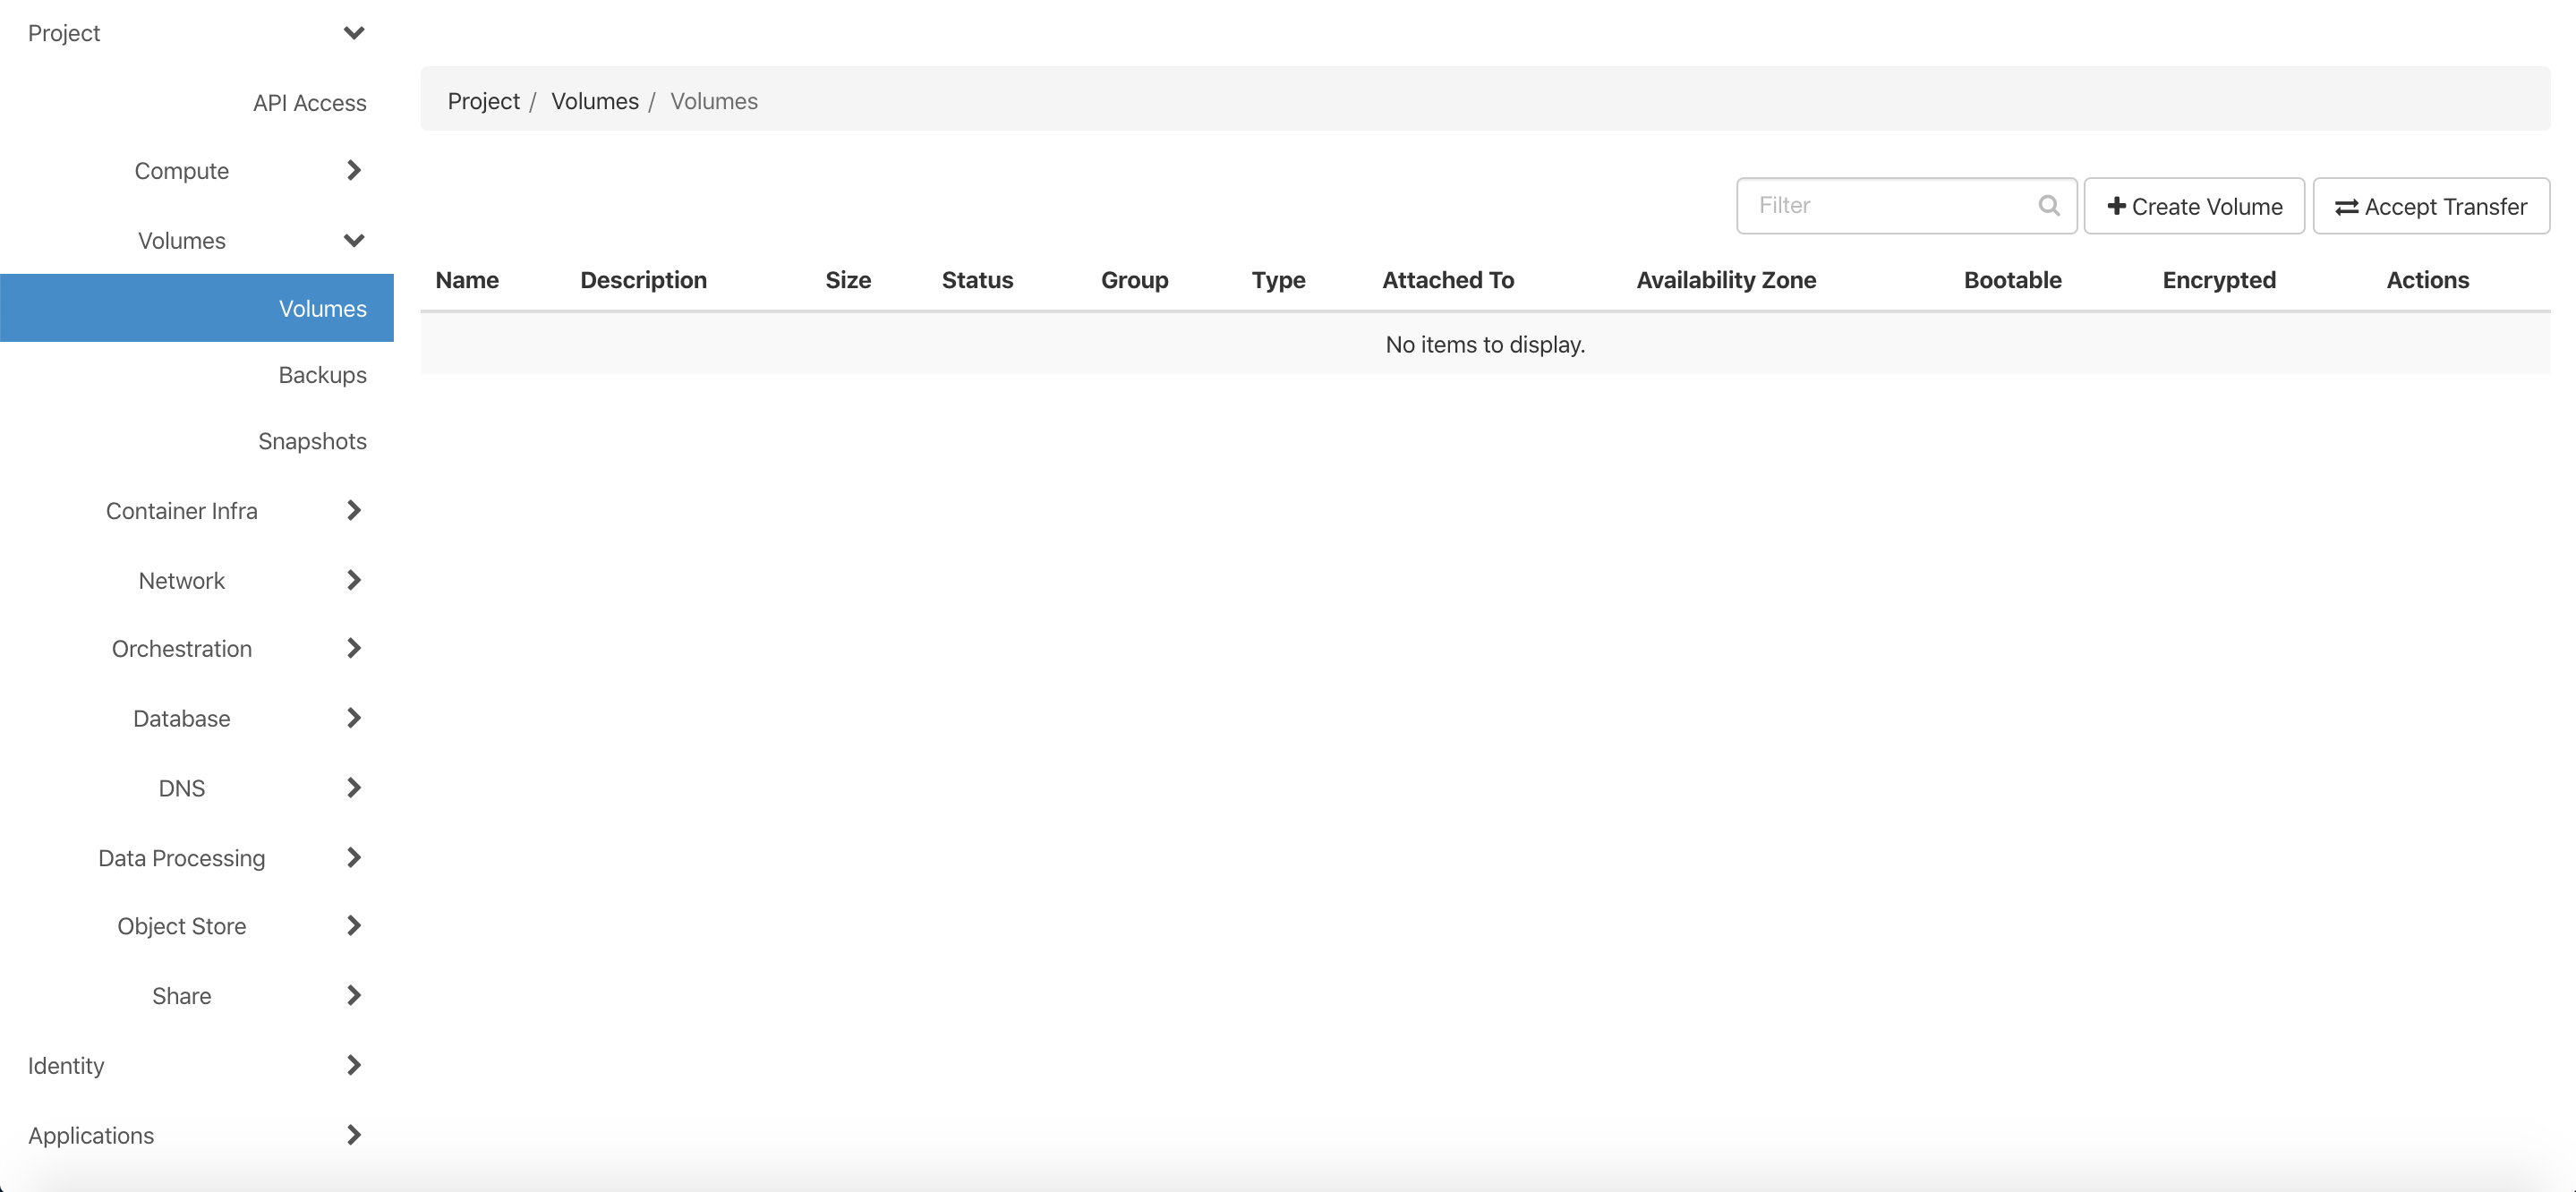 Project
API Access
Compute
Volumes
Volumes
Backups
Snapshots
Container Infra
Network
Orchestration
Database
DNS
Data Processing
Object Store
Share
Identity
Applications
Project / Volumes / Volumes
Filter Create Volume Accept Transfer
Name Description Size Status Group Type Attached To Availability Zone Bootable Encrypted Actions
No items to display.